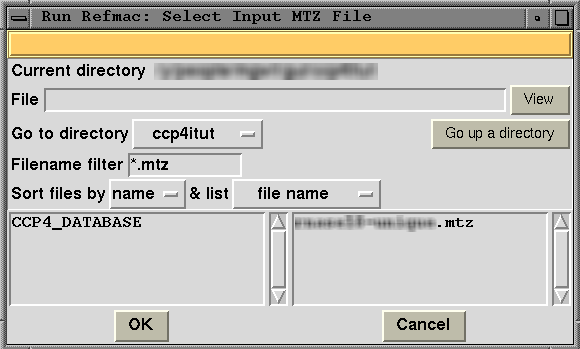 Run Refmac: Select Input MTZ File
Current directory
File View
Go to directory ccp4itut Go up a directory
Filename filter *.mtz
Sort files by name & list file name
CCP4_DATABASE .mtz
OK Cancel